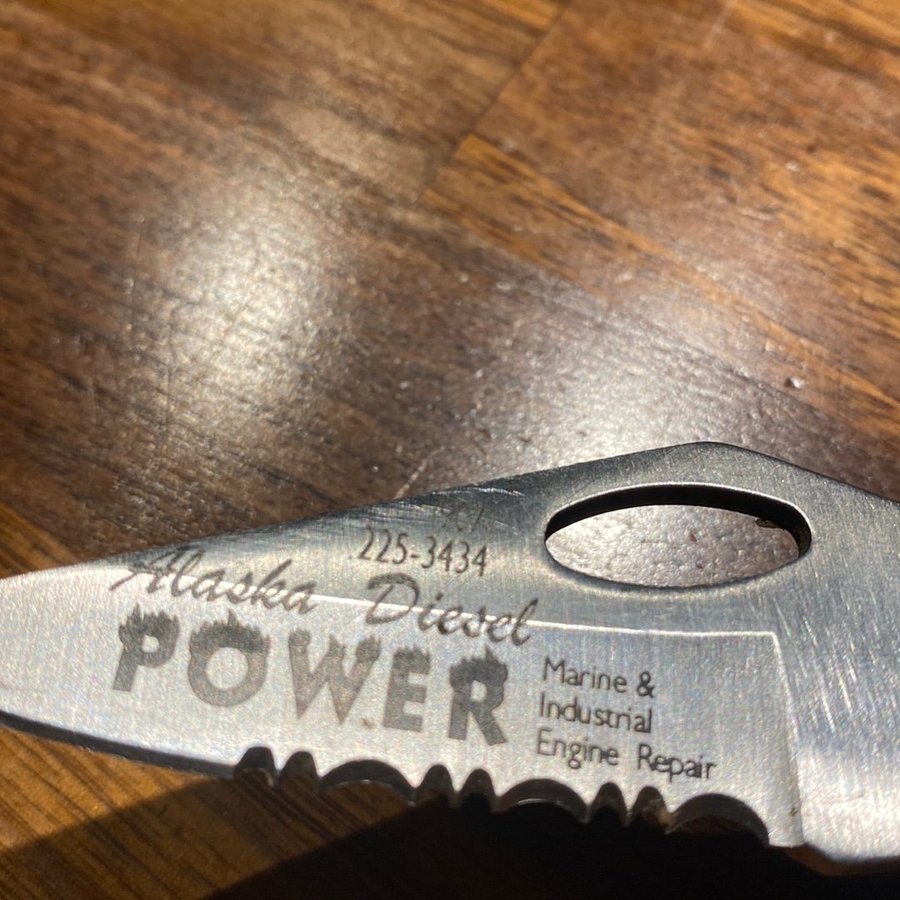 225-3434
Alaska Diesel
POWER
Marine &
Industrial
Engine Repair